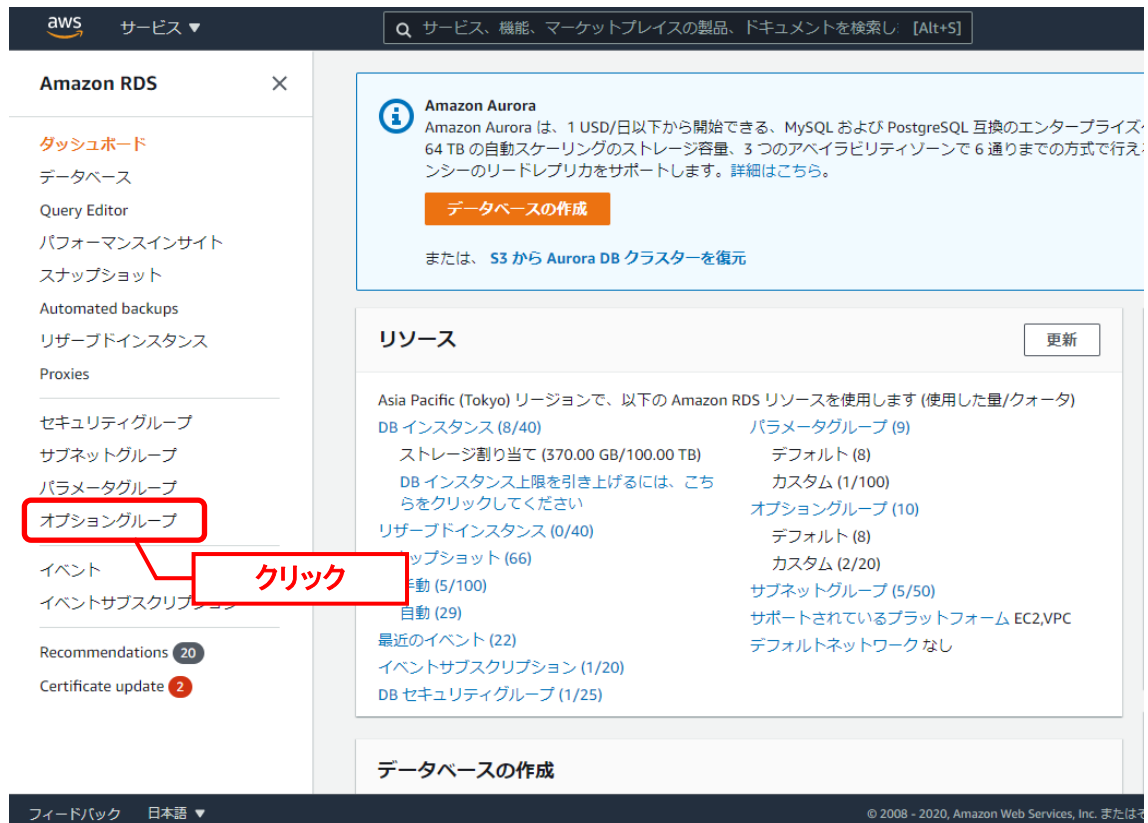 aws サービス ▼ サービス、機能、マーケットプレイスの製品、ドキュメントを検索し [Alt+S]
Amazon RDS ×
ダッシュボード
データベース
Query Editor
パフォーマンスインサイト
スナップショット
Automated backups
リザーブドインスタンス
Proxies
セキュリティグループ
サブネットグループ
パラメータグループ
オプショングループ
クリック
イベント
イベントサブスクリプション
Recommendations 20
Certificate update 2
Amazon Aurora
Amazon Aurora は、1 USD/日以下から開始できる、MySQL および PostgreSQL 互換のエンタープライズ
64 TB の自動スケーリングのストレージ容量、3 つのアベイラビリティゾーンで 6 通りまでの方式で行え
ンシーのリードレプリカをサポートします。詳細はこちら。
データベースの作成
または、 S3 から Aurora DB クラスターを復元
リソース
更新
Asia Pacific (Tokyo) リージョンで、以下の Amazon RDS リソースを使用します (使用した量/クォータ)
DB インスタンス (8/40)
ストレージ割り当て (370.00 GB/100.00 TB)
DB インスタンス上限を引き上げるには、こち
らをクリックしてください
リザーブドインスタンス (0/40)
ップショット (66)
手動 (5/100)
自動 (29)
最近のイベント (22)
イベントサブスクリプション (1/20)
DB セキュリティグループ (1/25)
パラメータグループ (9)
デフォルト (8)
カスタム (1/100)
オプショングループ (10)
デフォルト (8)
カスタム (2/20)
サブネットグループ (5/50)
サポートされているプラットフォーム EC2,VPC
デフォルトネットワーク なし
データベースの作成
フィードバック 日本語 ▼ © 2008 - 2020, Amazon Web Services, Inc. または